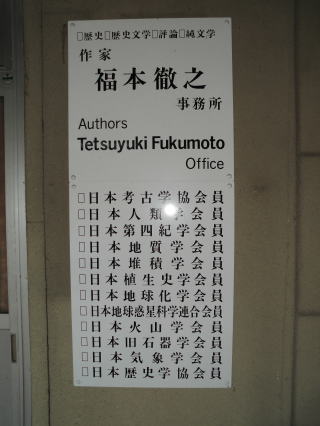 □歴史□歴史文学□評論□純文学
作家
福本徹之
事務所
Authors
Tetsuyuki Fukumoto
Office
□日本考古学協会員
□日本人類学会員
□日本第四紀学会員
□日本地質学会員
□日本堆積学会員
□日本植生史学会員
□日本地球化学会員
□日本地球惑星科学連合会員
□日本火山学会員
□日本旧石器学会員
□日本気象学会員
□日本歴史学協会員